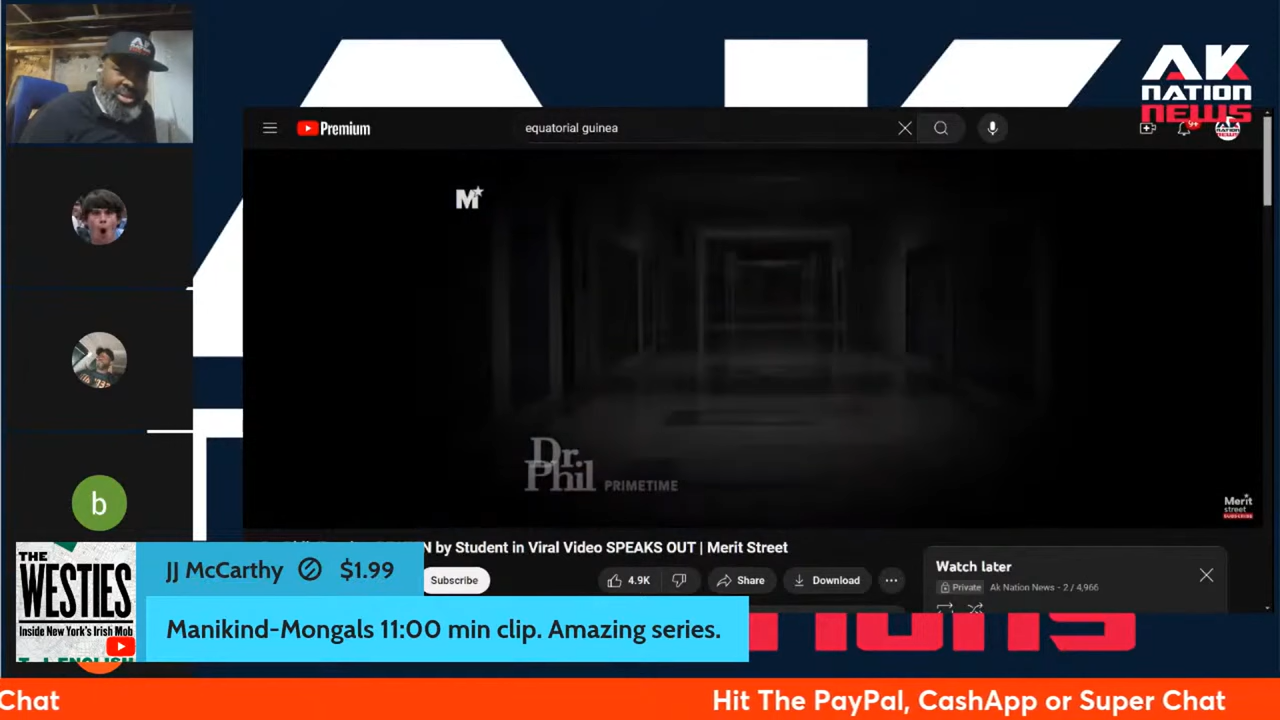 AK
NATION
NEWS
Premium
equatorial guinea
9+
M
Dr.
Phil PRIMETIME
Merit
street
SUBSCRIBE
N by Student in Viral Video SPEAKS OUT | Merit Street
Subscribe
4.9K
Share
Download
Watch later
Private
Ak Nation News - 2 / 4,966
b
THE
WESTIES
Inside New York's Irish Mob
T. J. ENGLISH
JJ McCarthy $1.99
Manikind-Mongals 11:00 min clip. Amazing series.
Chat
Hit The PayPal, CashApp or Super Chat